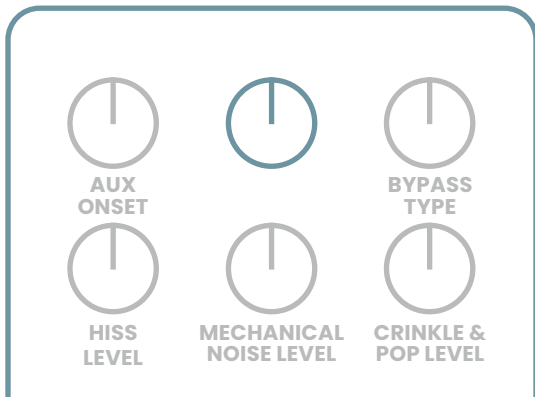 AUX
ONSET
BYPASS
TYPE
HISS
LEVEL
MECHANICAL
NOISE LEVEL
CRINKLE &
POP LEVEL